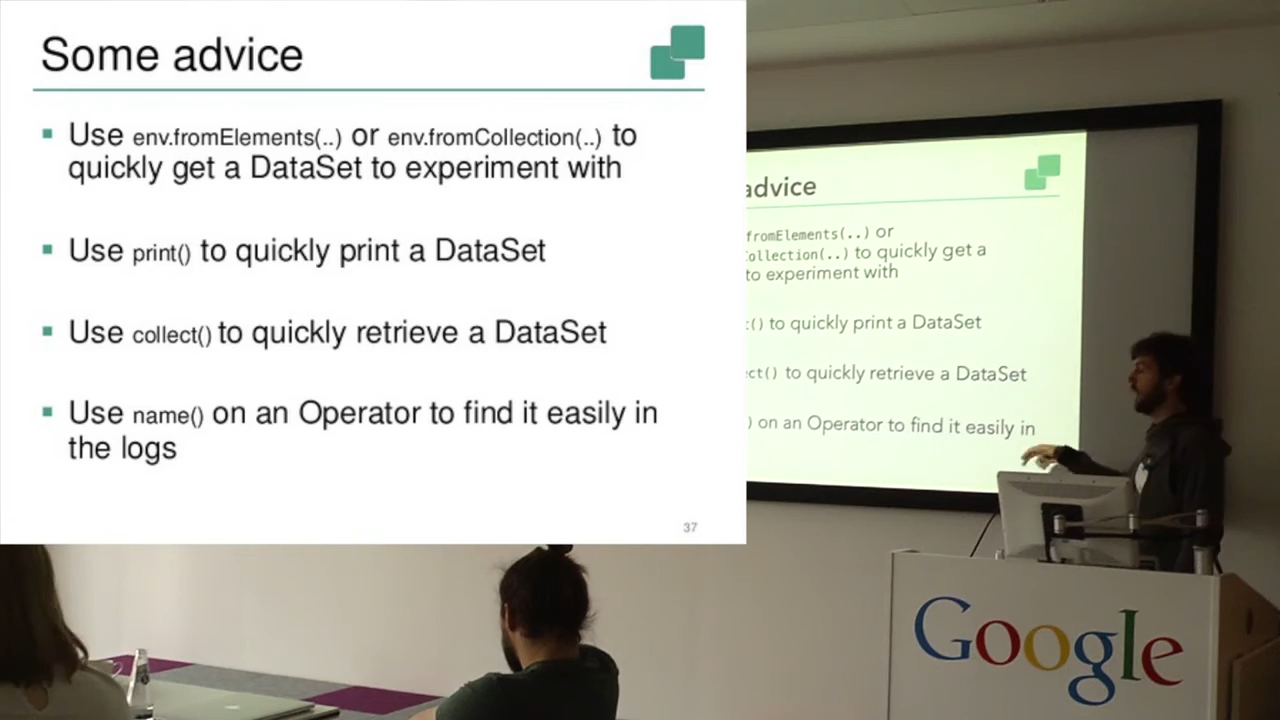 Some advice
Use env.fromElements(..) or env.fromCollection(..) to
quickly get a DataSet to experiment with
Use print() to quickly print a DataSet
Use collect() to quickly retrieve a DataSet
Use name() on an Operator to find it easily in
the logs
37
advice
fromElements(..) or
ollection(..) to quickly get a
to experiment with
() to quickly print a DataSet
ct() to quickly retrieve a DataSet
) on an Operator to find it easily in
Google